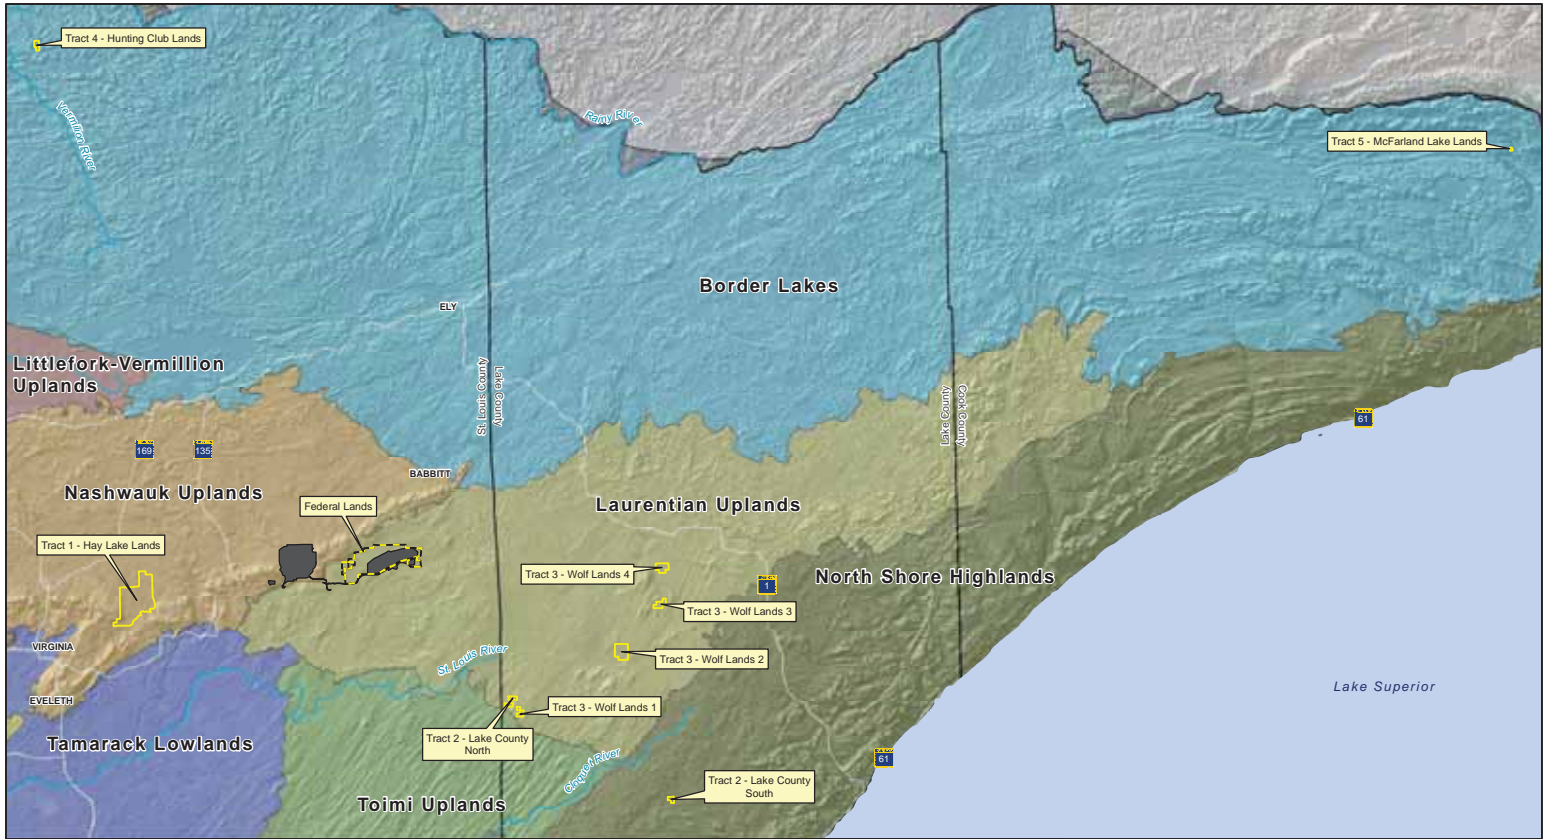 Tract 4 - Hunting Club Lands
Vermilion River
Rainy River
Tract 5 - McFarland Lake Lands
Border Lakes
ELY
Littlefork-Vermillion
Uplands
St. Louis County
Lake County
Lake County
Cook County
61
169
135
BABBITT
Nashwauk Uplands
Federal Lands
Laurentian Uplands
Tract 1 - Hay Lake Lands
Tract 3 - Wolf Lands 4
1
North Shore Highlands
Tract 3 - Wolf Lands 3
VIRGINIA
St. Louis River
Tract 3 - Wolf Lands 2
Lake Superior
EVELETH
Tract 3 - Wolf Lands 1
Tamarack Lowlands
Tract 2 - Lake County
North
Cloquet River
61
Tract 2 - Lake County
South
Toimi Uplands